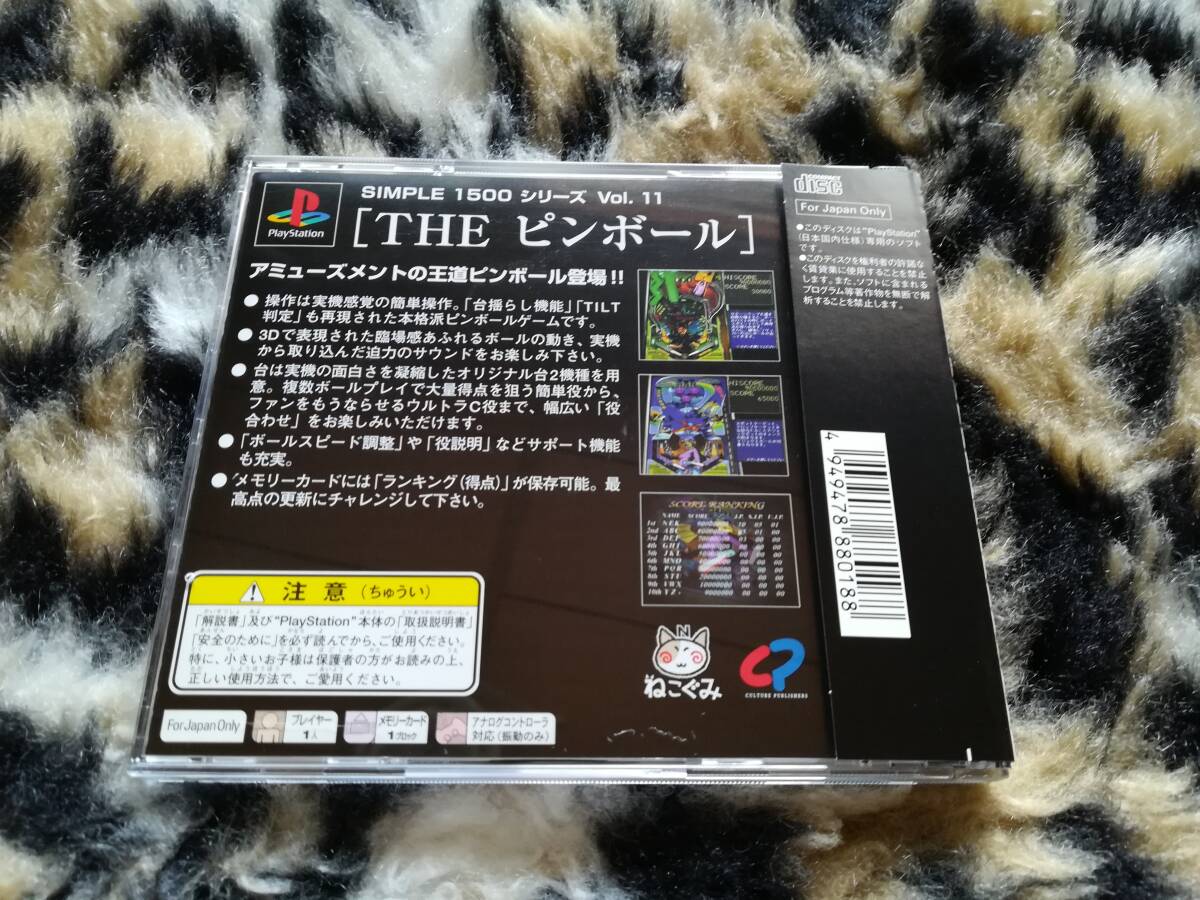 PlayStation
SIMPLE 1500 シリーズ Vol. 11
[THE ピンボール]
アミューズメントの王道ピンボール登場!!
● 操作は実機感覚の簡単操作。「台揺らし機能」「TILT
判定」も再現された本格派ピンボールゲームです。
● 3Dで表現された臨場感あふれるボールの動き、実機
から取り込んだ迫力のサウンドをお楽しみ下さい。
● 台は実機の面白さを凝縮したオリジナル台2機種を用
意。複数ボールプレイで大量得点を狙う簡単役から、
ファンをもうならせるウルトラC役まで、幅広い「役
合わせ」をお楽しみいただけます。
● 「ボールスピード調整」や「役説明」などサポート機能
も充実。
● メモリーカードには「ランキング(得点)」が保存可能。最
高点の更新にチャレンジして下さい。
HISCORE
SCORE
HISCORE
SCORE
SCORE RANKING
NAME SCORE
注意(ちゅうい)
「解説書」及び"PlayStation"本体の「取扱説明書」
「安全のために」を必ず読んでから、ご使用ください。
特に、小さいお子様は保護者の方がお読みの上、
正しい使用方法で、ご愛用ください。
ねこぐみ
CULTURE PUBLISHERS
For Japan Only
プレイヤー
1人
メモリーカード
1ブロック
アナログコントローラ
対応(振動のみ)
COMPACT
disc
For Japan Only
●このディスクは"PlayStation"
(日本国内仕様)専用のソフト
です。
●このディスクを権利者の許諾な
く賃貸業に使用することを禁止
します。また、ソフトに含まれる
プログラム等著作物を無断で解
析することを禁止します。
4949478880188